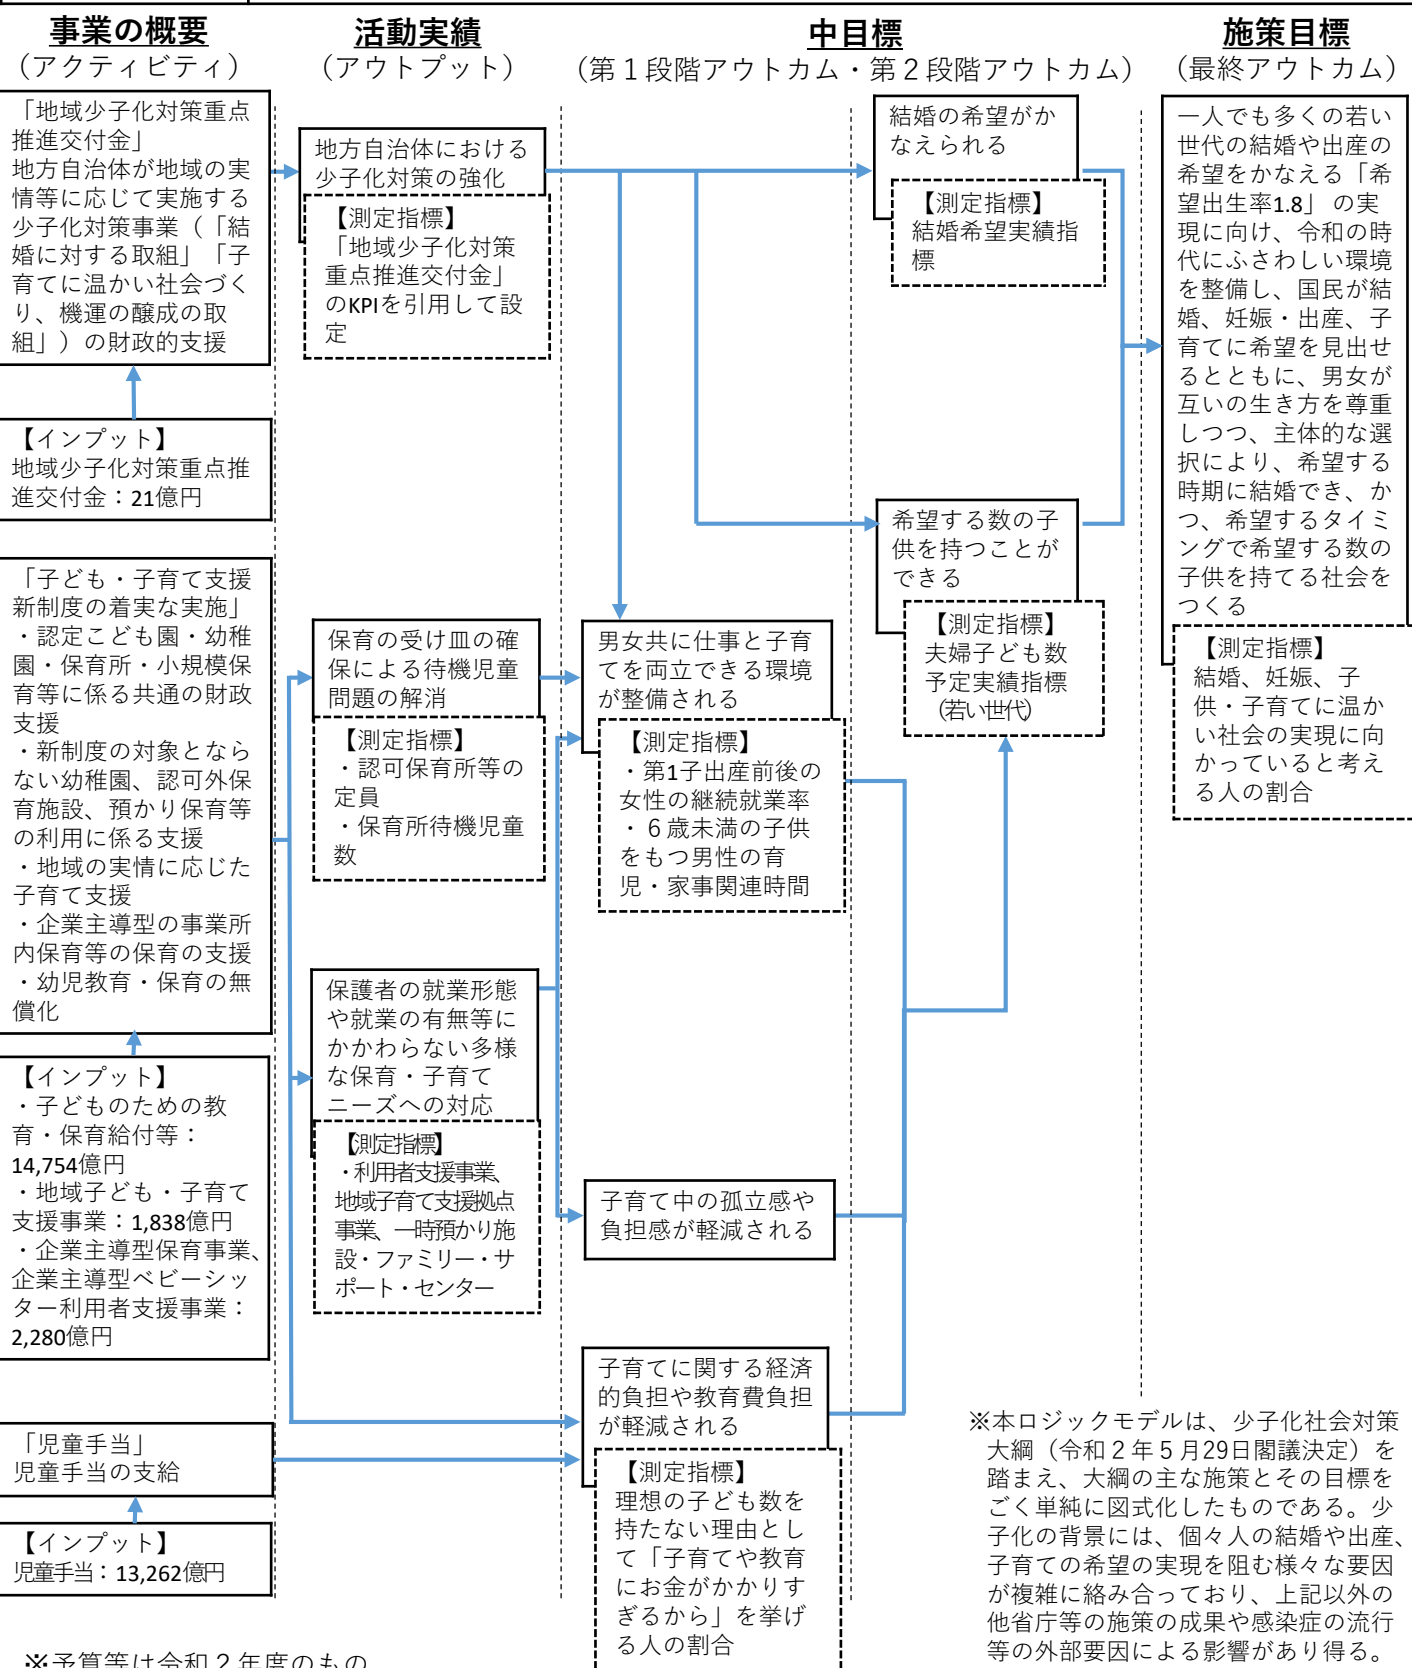 事業の概要
（アクティビティ）
活動実績
（アウトプット）
中目標
（第１段階アウトカム・第２段階アウトカム）
施策目標
（最終アウトカム）
「地域少子化対策重点
推進交付金」
地方自治体が地域の実
情等に応じて実施する
少子化対策事業（「結
婚に対する取組」「子
育てに温かい社会づく
り、機運の醸成の取
組」）の財政的支援
【インプット】
地域少子化対策重点推
進交付金：21億円
「子ども・子育て支援
新制度の着実な実施」
・認定こども園・幼稚
園・保育所・小規模保
育等に係る共通の財政
支援
・新制度の対象となら
ない幼稚園、認可外保
育施設、預かり保育等
の利用に係る支援
・地域の実情に応じた
子育て支援
・企業主導型の事業所
内保育等の保育の支援
・幼児教育・保育の無
償化
【インプット】
・子どものための教
育・保育給付等：
14,754億円
・地域子ども・子育て
支援事業：1,838億円
・企業主導型保育事業、
企業主導型ベビーシッ
ター利用者支援事業：
2,280億円
「児童手当」
児童手当の支給
【インプット】
児童手当：13,262億円
※予算等は令和２年度のもの
地方自治体における
少子化対策の強化
【測定指標】
「地域少子化対策
重点推進交付金」
のKPIを引用して設
定
保育の受け皿の確
保による待機児童
問題の解消
【測定指標】
・認可保育所等の
定員
・保育所待機児童
数
保護者の就業形態
や就業の有無等に
かかわらない多様
な保育・子育て
ニーズへの対応
【測定指標】
・利用者支援事業、
地域子育て支援拠点
事業、一時預かり施
設・ファミリー・サ
ポート・センター
男女共に仕事と子育
てを両立できる環境
が整備される
【測定指標】
・第1子出産前後の
女性の継続就業率
・６歳未満の子供
をもつ男性の育
児・家事関連時間
子育て中の孤立感や
負担感が軽減される
子育てに関する経済
的負担や教育費負担
が軽減される
【測定指標】
理想の子ども数を
持たない理由とし
て「子育てや教育
にお金がかかりす
ぎるから」を挙げ
る人の割合
結婚の希望がか
なえられる
【測定指標】
結婚希望実績指
標
希望する数の子
供を持つことが
できる
【測定指標】
夫婦子ども数
予定実績指標
（若い世代）
一人でも多くの若い
世代の結婚や出産の
希望をかなえる「希
望出生率1.8」の実
現に向け、令和の時
代にふさわしい環境
を整備し、国民が結
婚、妊娠・出産、子
育てに希望を見出せ
るとともに、男女が
互いの生き方を尊重
しつつ、主体的な選
択により、希望する
時期に結婚でき、か
つ、希望するタイミ
ングで希望する数の
子供を持てる社会を
つくる
【測定指標】
結婚、妊娠、子
供・子育てに温か
い社会の実現に向
かっていると考え
る人の割合
※本ロジックモデルは、少子化社会対策
大綱（令和２年５月29日閣議決定）を
踏まえ、大綱の主な施策とその目標を
ごく単純に図式化したものである。少
子化の背景には、個々人の結婚や出産、
子育ての希望の実現を阻む様々な要因
が複雑に絡み合っており、上記以外の
他省庁等の施策の成果や感染症の流行
等の外部要因による影響があり得る。